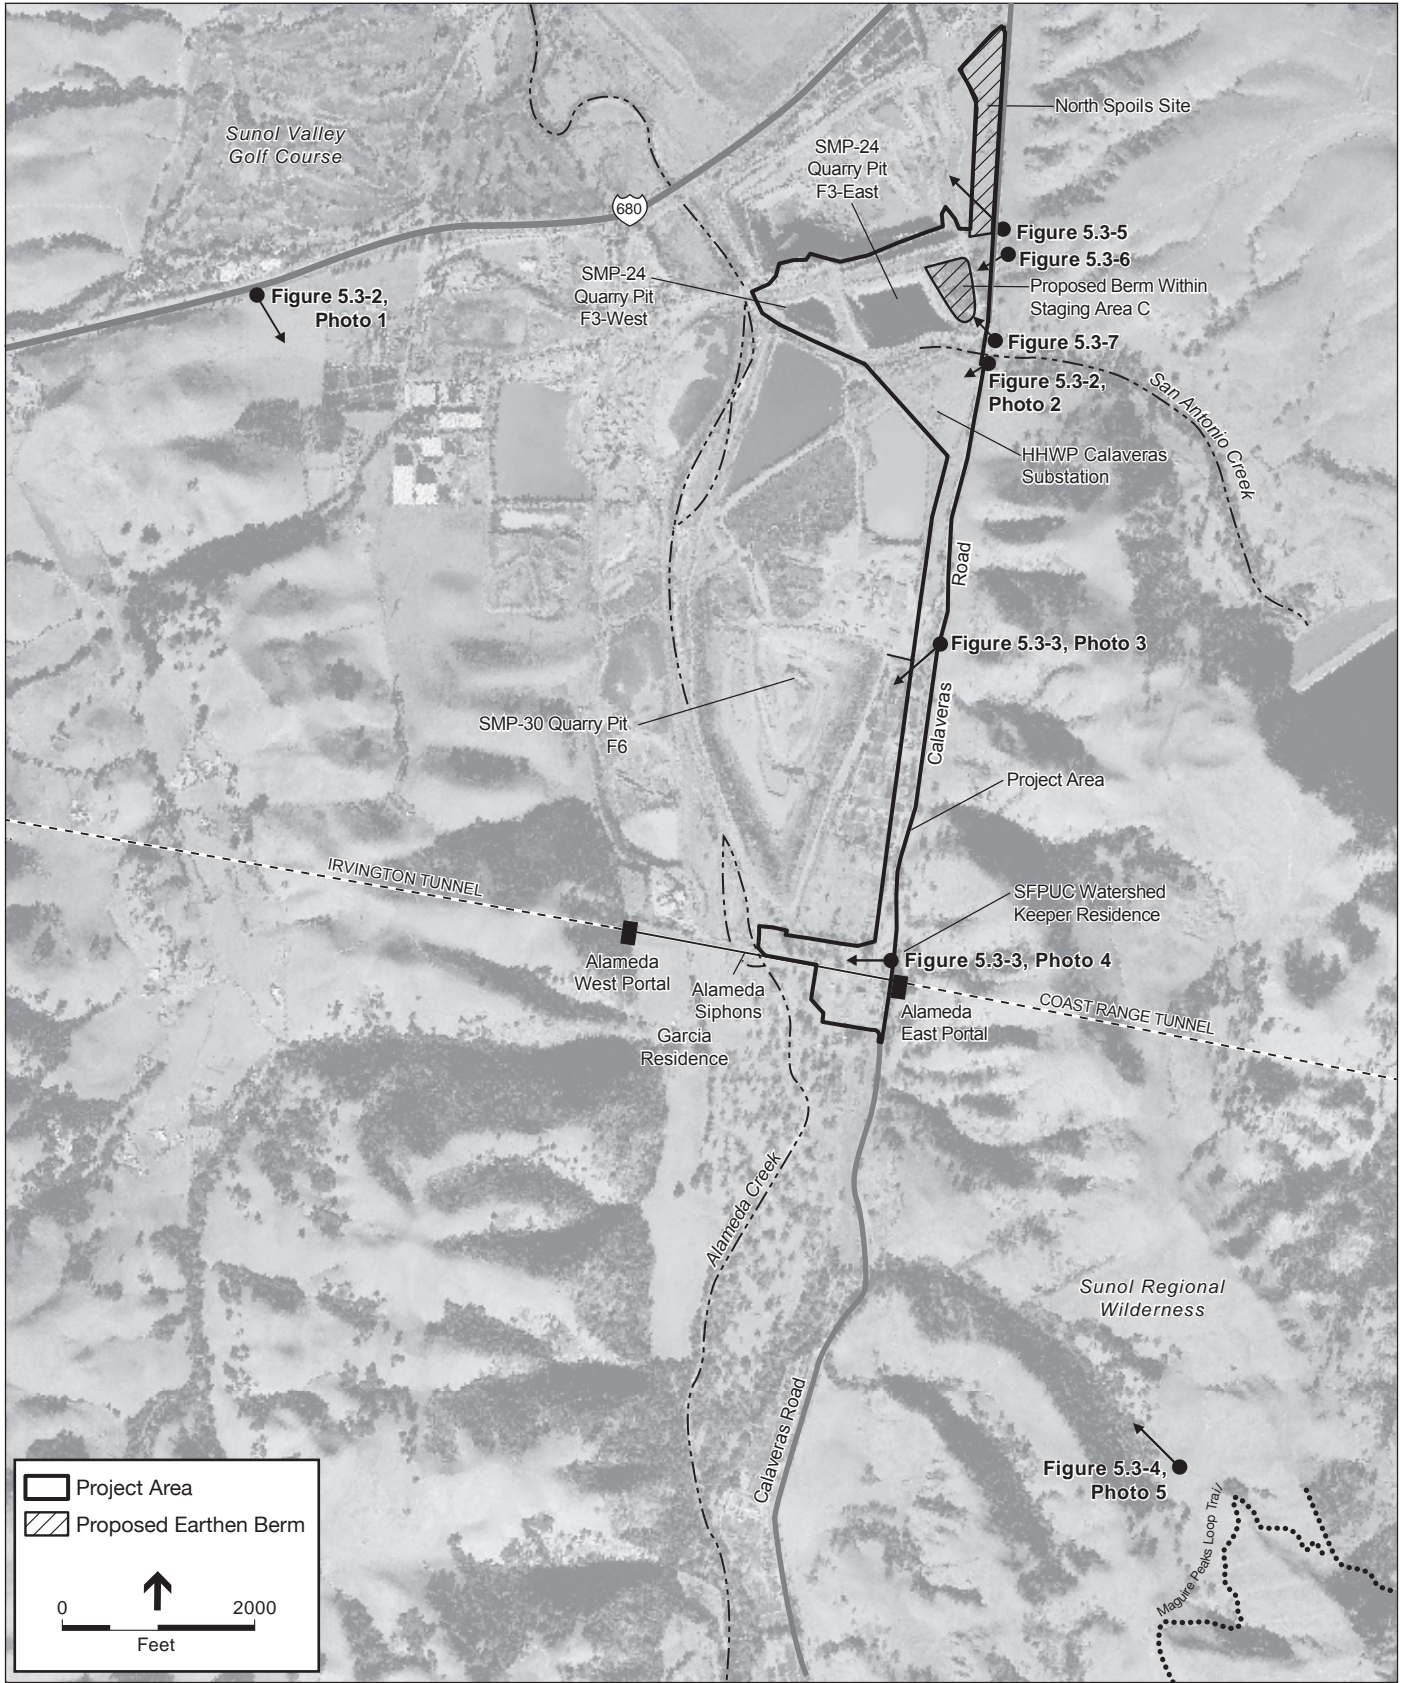 North Spoils Site
Sunol Valley
Golf Course
SMP-24
Quarry Pit
F3-East
680
Figure 5.3-5
Figure 5.3-6
SMP-24
Quarry Pit
F3-West
Proposed Berm Within
Staging Area C
Figure 5.3-2,
Photo 1
Figure 5.3-7
Figure 5.3-2,
Photo 2
San Antonio Creek
HHWP Calaveras
Substation
Road
Figure 5.3-3, Photo 3
Calaveras
SMP-30 Quarry Pit
F6
Project Area
IRVINGTON TUNNEL
SFPUC Watershed
Keeper Residence
Alameda
West Portal
Figure 5.3-3, Photo 4
Alameda
Siphons
COAST RANGE TUNNEL
Alameda
East Portal
Garcia
Residence
Alameda Creek
Sunol Regional
Wilderness
Calaveras Road
Figure 5.3-4,
Photo 5
Maguire Peaks Loop Trail
Project Area
Proposed Earthen Berm
0 2000
Feet